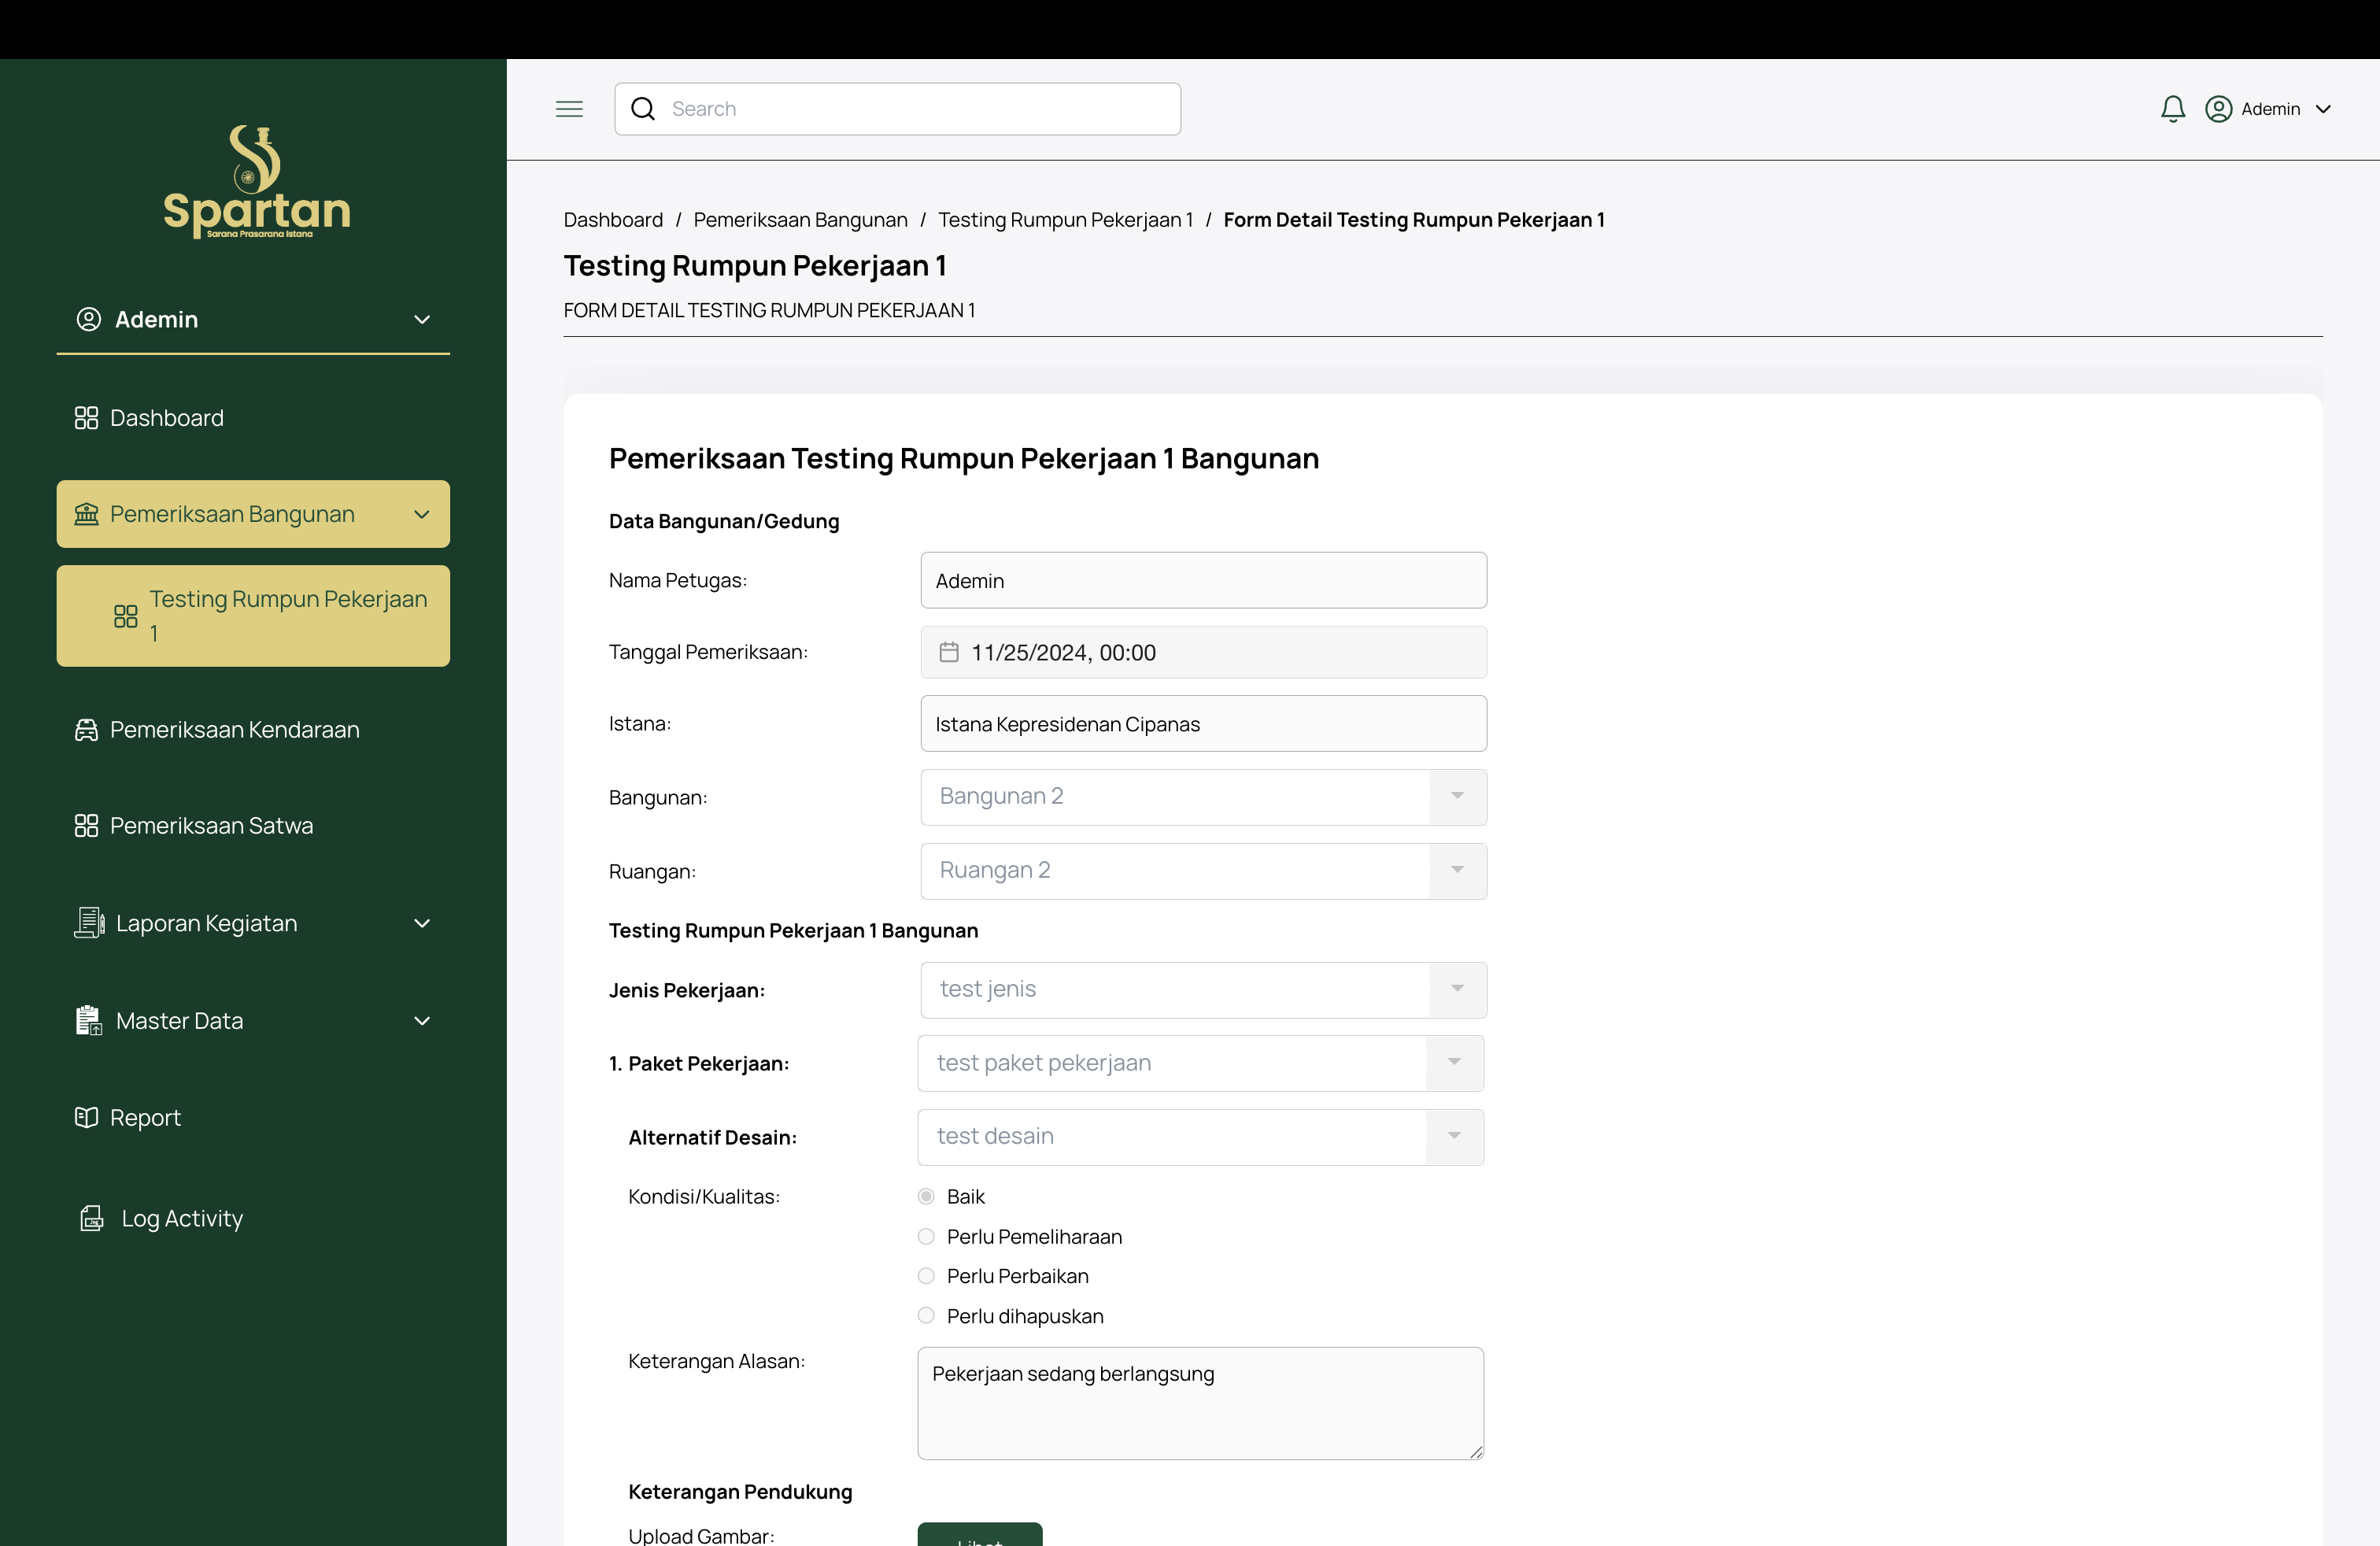 Spartan
Sarana Prasarana Istana
Ademin
Dashboard
Pemeriksaan Bangunan
Testing Rumpun Pekerjaan
1
Pemeriksaan Kendaraan
Pemeriksaan Satwa
Laporan Kegiatan
Master Data
Report
Log Activity
Search
Ademin
Dashboard / Pemeriksaan Bangunan / Testing Rumpun Pekerjaan 1 / Form Detail Testing Rumpun Pekerjaan 1
Testing Rumpun Pekerjaan 1
FORM DETAIL TESTING RUMPUN PEKERJAAN 1
Pemeriksaan Testing Rumpun Pekerjaan 1 Bangunan
Data Bangunan/Gedung
Nama Petugas: Ademin
Tanggal Pemeriksaan: 11/25/2024, 00:00
Istana: Istana Kepresidenan Cipanas
Bangunan: Bangunan 2
Ruangan: Ruangan 2
Testing Rumpun Pekerjaan 1 Bangunan
Jenis Pekerjaan: test jenis
1. Paket Pekerjaan: test paket pekerjaan
Alternatif Desain: test desain
Kondisi/Kualitas: Baik
Perlu Pemeliharaan
Perlu Perbaikan
Perlu dihapuskan
Keterangan Alasan: Pekerjaan sedang berlangsung
Keterangan Pendukung
Upload Gambar: Lihat